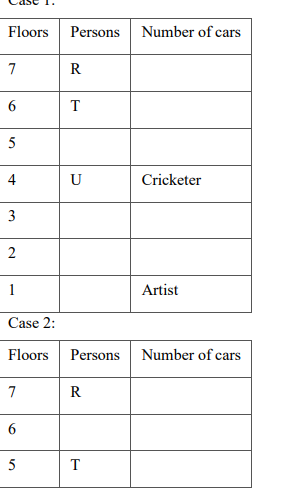 Case 1:
Floors Persons Number of cars
7 R
6 T
5
4 U Cricketer
3
2
1 Artist
Case 2:
Floors Persons Number of cars
7 R
6
5 T